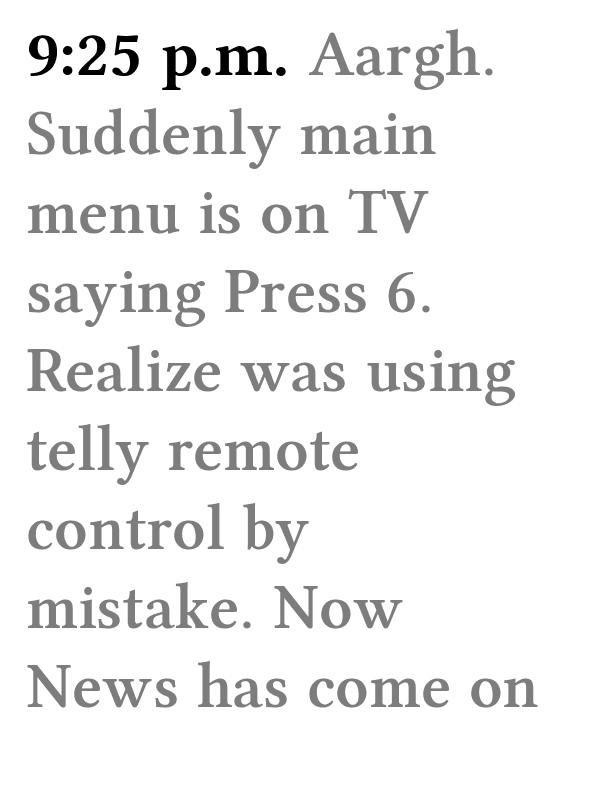 9:25 p.m. Aargh.
Suddenly main
menu is on TV
saying Press 6.
Realize was using
telly remote
control by
mistake. Now
News has come on